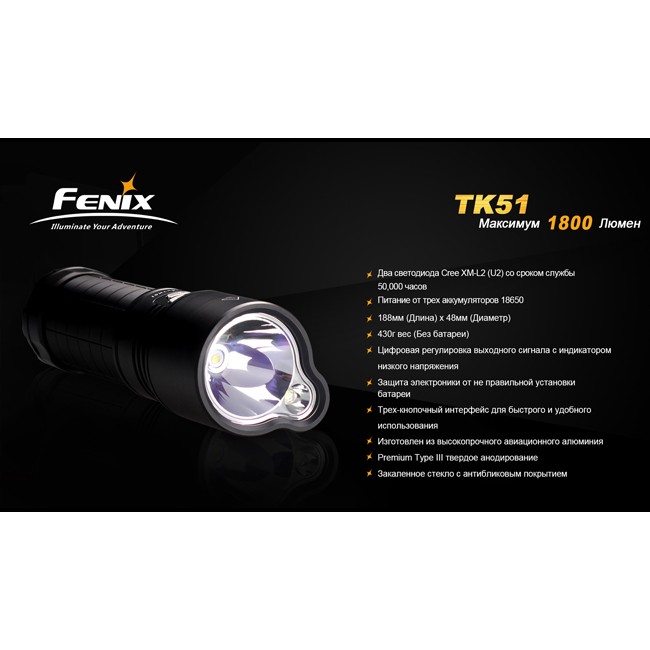 FENIX
Illuminate Your Adventure
TK51
Максимум 1800 Люмен
Два светодиода Cree XM-L2 (U2) со сроком службы
50,000 часов
Питание от трех аккумуляторов 18650
188мм (Длина) x 48мм (Диаметр)
430г вес (Без батареи)
Цифровая регулировка выходного сигнала с индикатором
низкого напряжения
Защита электроники от не правильной установки
батареи
Трех-кнопочный интерфейс для быстрого и удобного
использования
Изготовлен из высокопрочного авиационного алюминия
Premium Type III твердое анодирование
Закаленное стекло с антибликовым покрытием